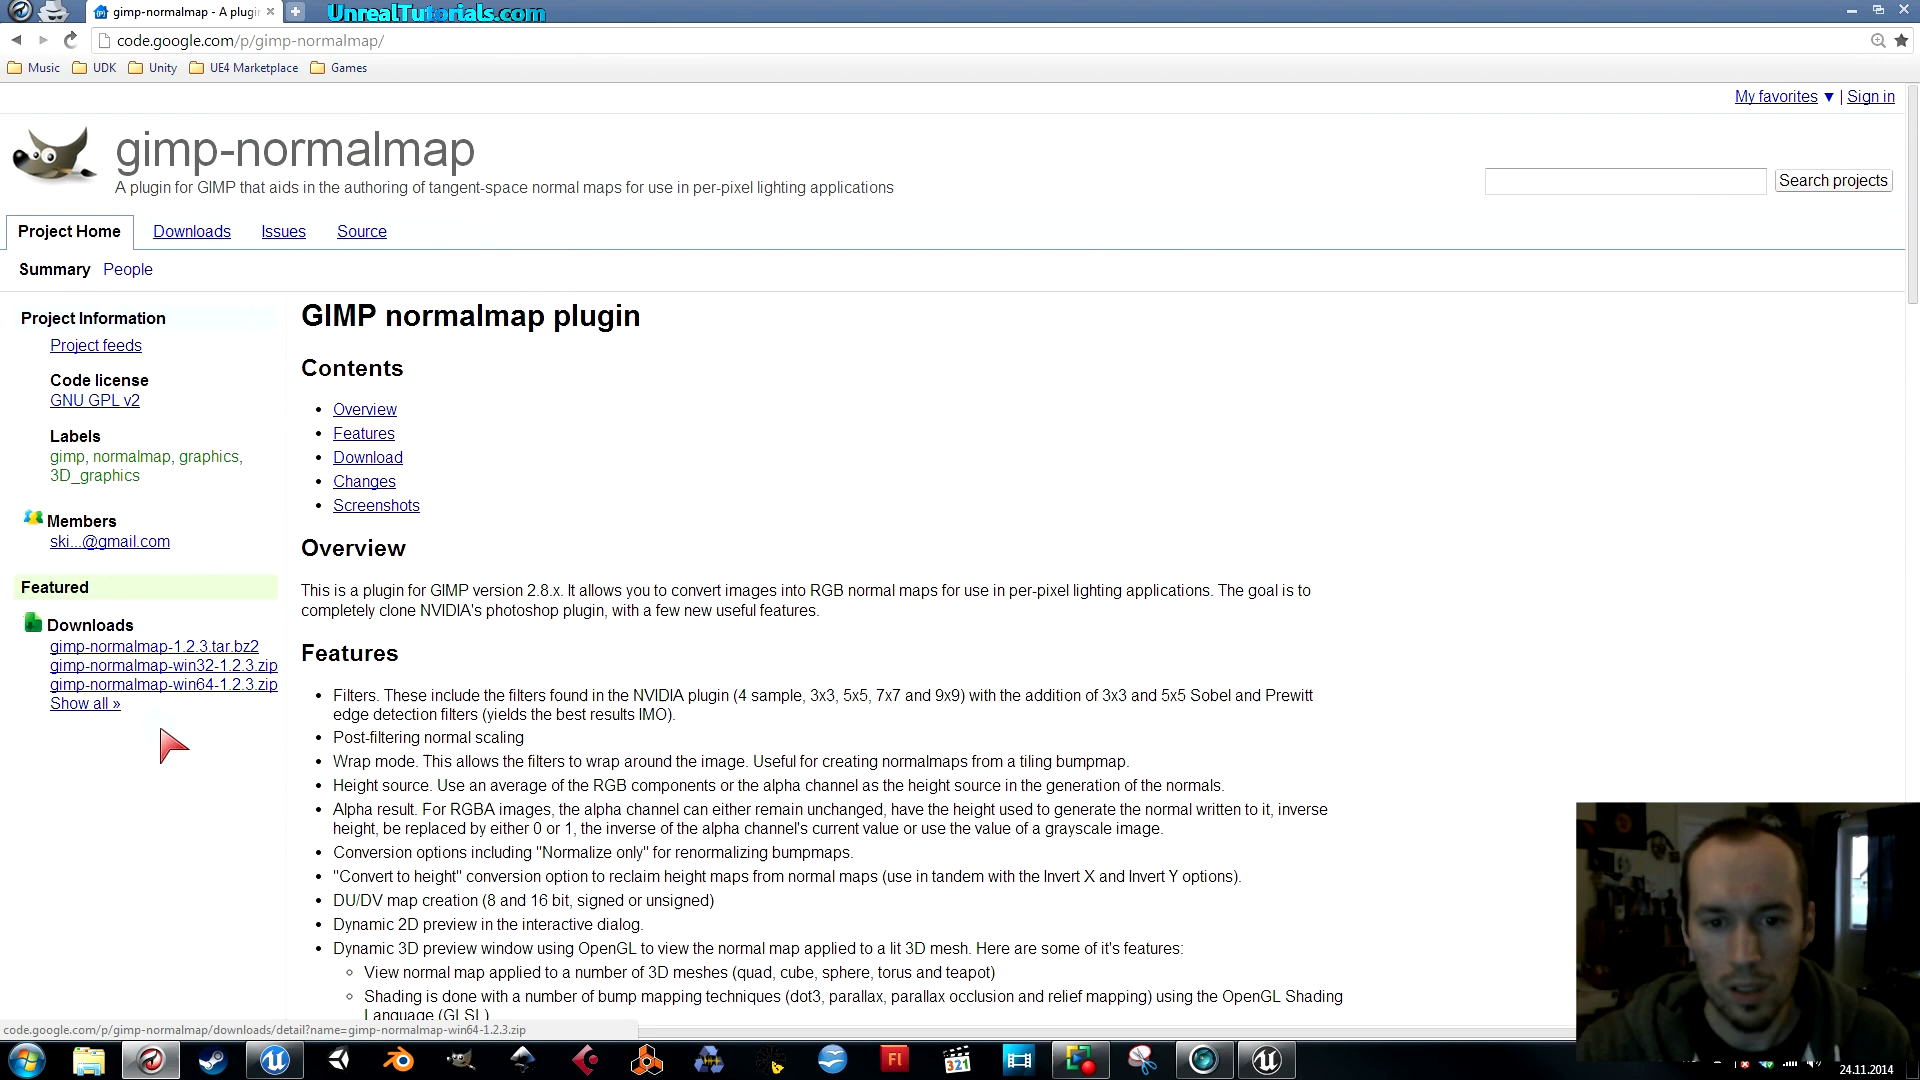 gimp-normalmap - A plugin
UnrealTutorials.com
code.google.com/p/gimp-normalmap/
Music UDK Unity UE4 Marketplace Games
My favorites ▼ | Sign in
gimp-normalmap
A plugin for GIMP that aids in the authoring of tangent-space normal maps for use in per-pixel lighting applications
Search projects
Project Home Downloads Issues Source
Summary People
Project Information
Project feeds
Code license
GNU GPL v2
Labels
gimp, normalmap, graphics,
3D_graphics
Members
ski...@gmail.com
Featured
Downloads
gimp-normalmap-1.2.3.tar.bz2
gimp-normalmap-win32-1.2.3.zip
gimp-normalmap-win64-1.2.3.zip
Show all »
GIMP normalmap plugin
Contents
• Overview
• Features
• Download
• Changes
• Screenshots
Overview
This is a plugin for GIMP version 2.8.x. It allows you to convert images into RGB normal maps for use in per-pixel lighting applications. The goal is to
completely clone NVIDIA's photoshop plugin, with a few new useful features.
Features
• Filters. These include the filters found in the NVIDIA plugin (4 sample, 3x3, 5x5, 7x7 and 9x9) with the addition of 3x3 and 5x5 Sobel and Prewitt
edge detection filters (yields the best results IMO).
• Post-filtering normal scaling
• Wrap mode. This allows the filters to wrap around the image. Useful for creating normalmaps from a tiling bumpmap.
• Height source. Use an average of the RGB components or the alpha channel as the height source in the generation of the normals.
• Alpha result. For RGBA images, the alpha channel can either remain unchanged, have the height used to generate the normal written to it, inverse
height, be replaced by either 0 or 1, the inverse of the alpha channel's current value or use the value of a grayscale image.
• Conversion options including "Normalize only" for renormalizing bumpmaps.
• "Convert to height" conversion option to reclaim height maps from normal maps (use in tandem with the Invert X and Invert Y options).
• DU/DV map creation (8 and 16 bit, signed or unsigned)
• Dynamic 2D preview in the interactive dialog.
• Dynamic 3D preview window using OpenGL to view the normal map applied to a lit 3D mesh. Here are some of it's features:
◦ View normal map applied to a number of 3D meshes (quad, cube, sphere, torus and teapot)
◦ Shading is done with a number of bump mapping techniques (dot3, parallax, parallax occlusion and relief mapping) using the OpenGL Shading
Language (GLSL)
code.google.com/p/gimp-normalmap/downloads/detail?name=gimp-normalmap-win64-1.2.3.zip
Fl
321
24.11.2014